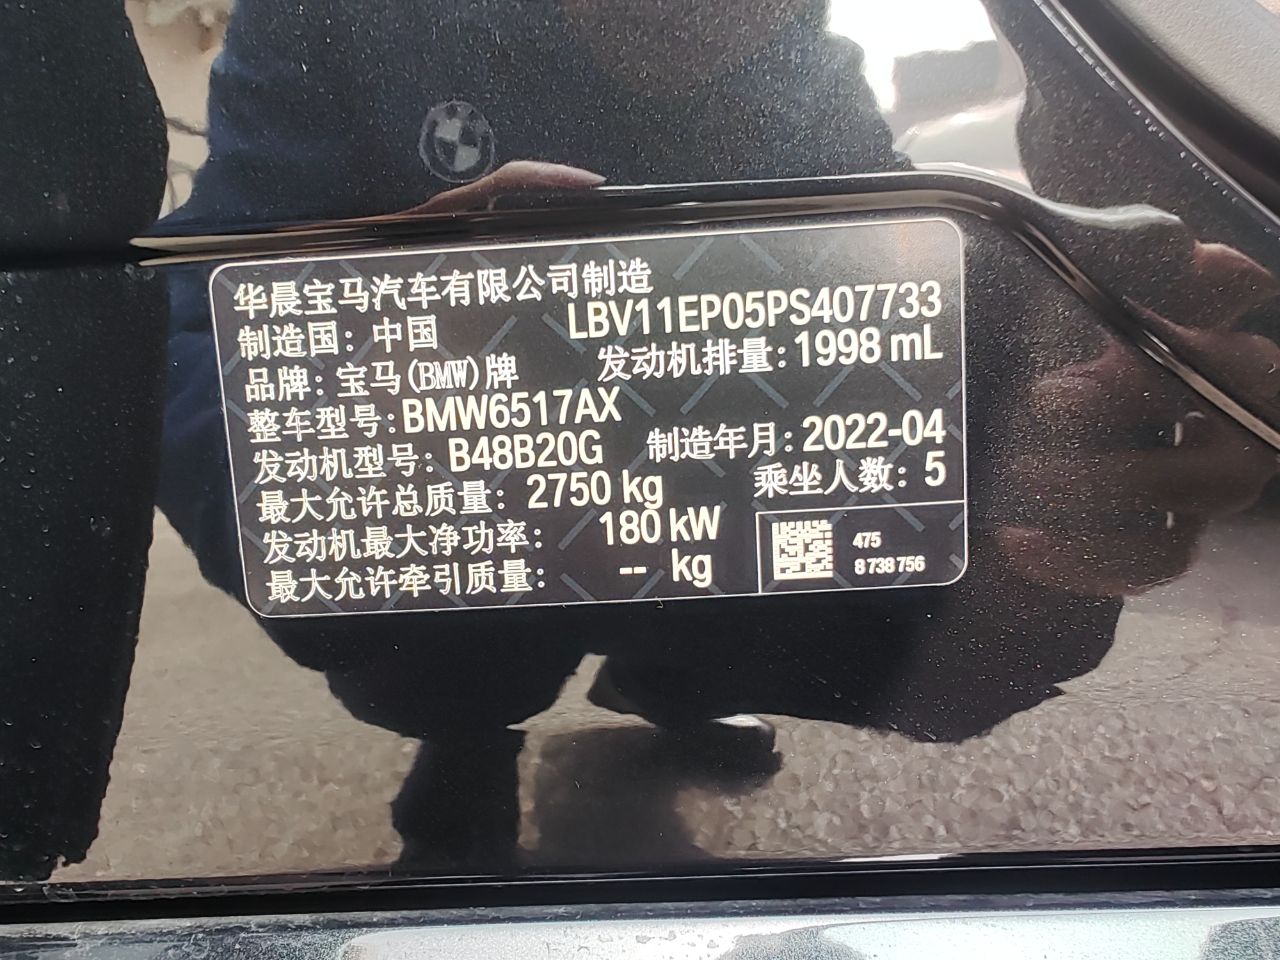 华晨宝马汽车有限公司制造
制造国：中国 LBV11EP05PS407733
品牌：宝马(BMW)牌 发动机排量：1998 mL
整车型号：BMW6517AX
发动机型号：B48B20G 制造年月：2022-04
最大允许总质量：2750 kg 乘坐人数：5
发动机最大净功率：180 kW
最大允许牵引质量：-- kg
475
8 738 756